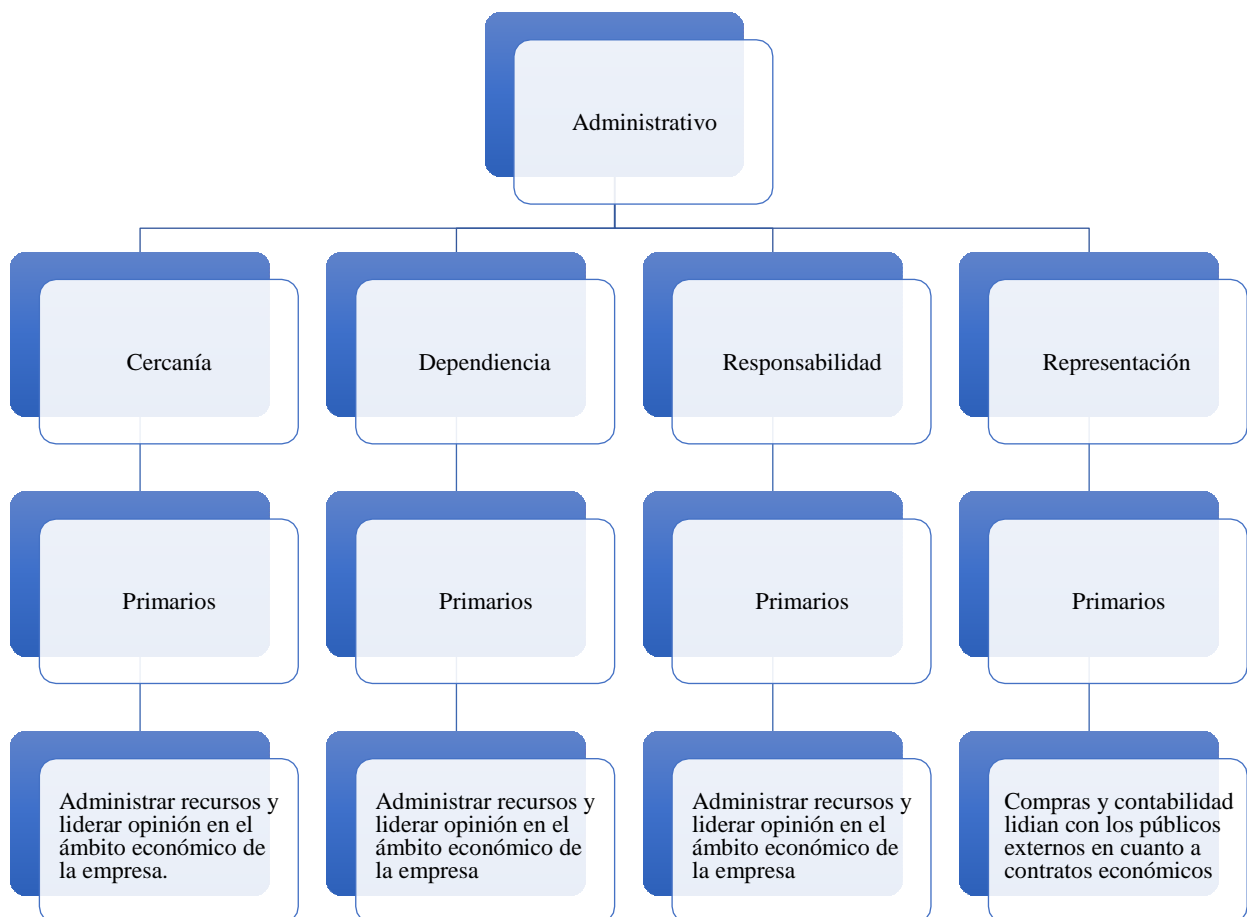 Administrativo
Cercanía
Dependiencia
Responsabilidad
Representación
Primarios
Primarios
Primarios
Primarios
Administrar recursos y
liderar opinión en el
ámbito económico de
la empresa.
Administrar recursos y
liderar opinión en el
ámbito económico de
la empresa
Administrar recursos y
liderar opinión en el
ámbito económico de
la empresa
Compras y contabilidad
lidian con los públicos
externos en cuanto a
contratos económicos